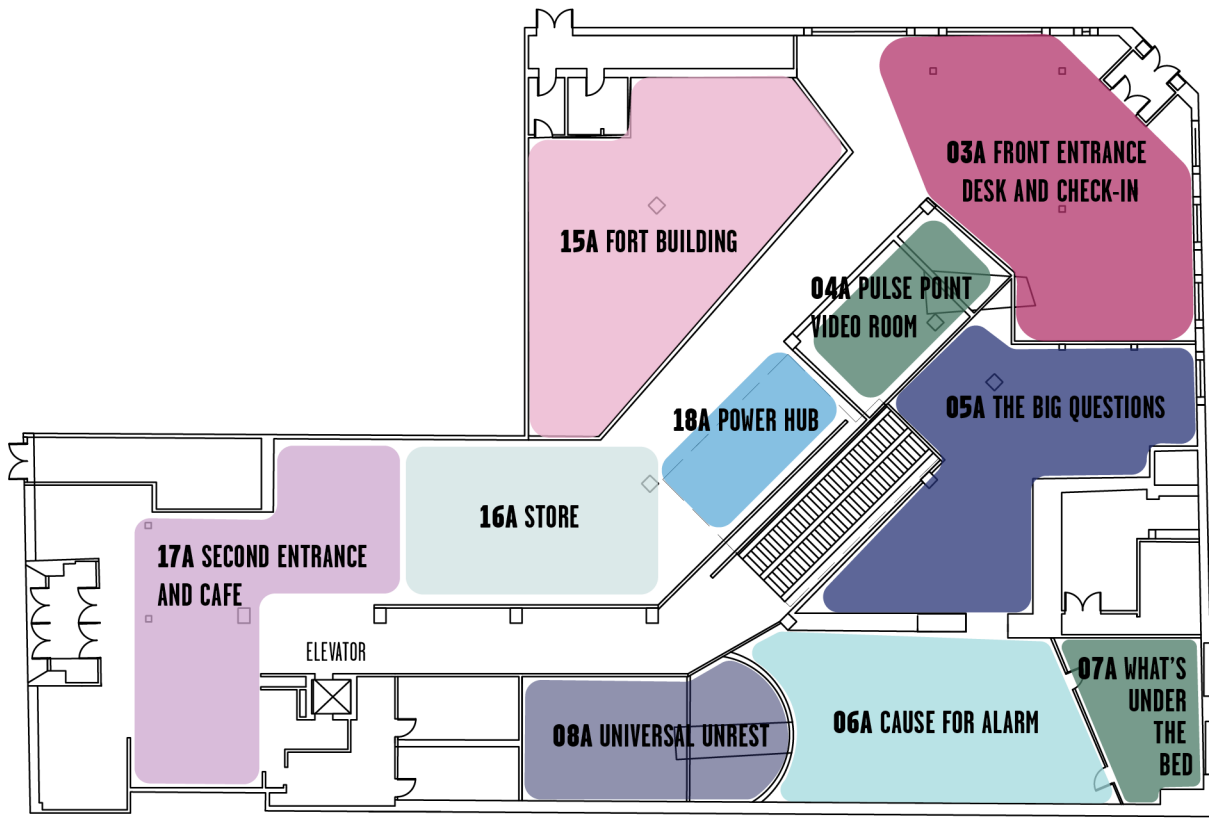 03A FRONT ENTRANCE
DESK AND CHECK-IN
15A FORT BUILDING
04A PULSE POINT
VIDEO ROOM
18A POWER HUB
05A THE BIG QUESTIONS
16A STORE
17A SECOND ENTRANCE
AND CAFE
ELEVATOR
07A WHAT'S
UNDER
THE
BED
06A CAUSE FOR ALARM
08A UNIVERSAL UNREST